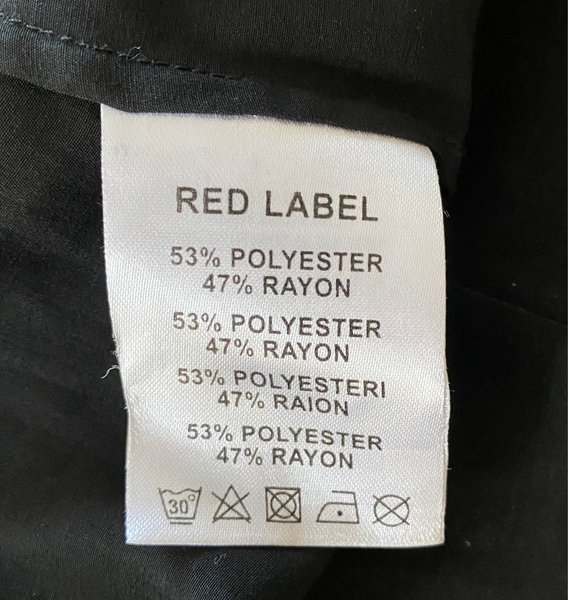 RED LABEL
53% POLYESTER
47% RAYON
53% POLYESTER
47% RAYON
53% POLYESTERI
47% RAION
53% POLYESTER
47% RAYON
30°